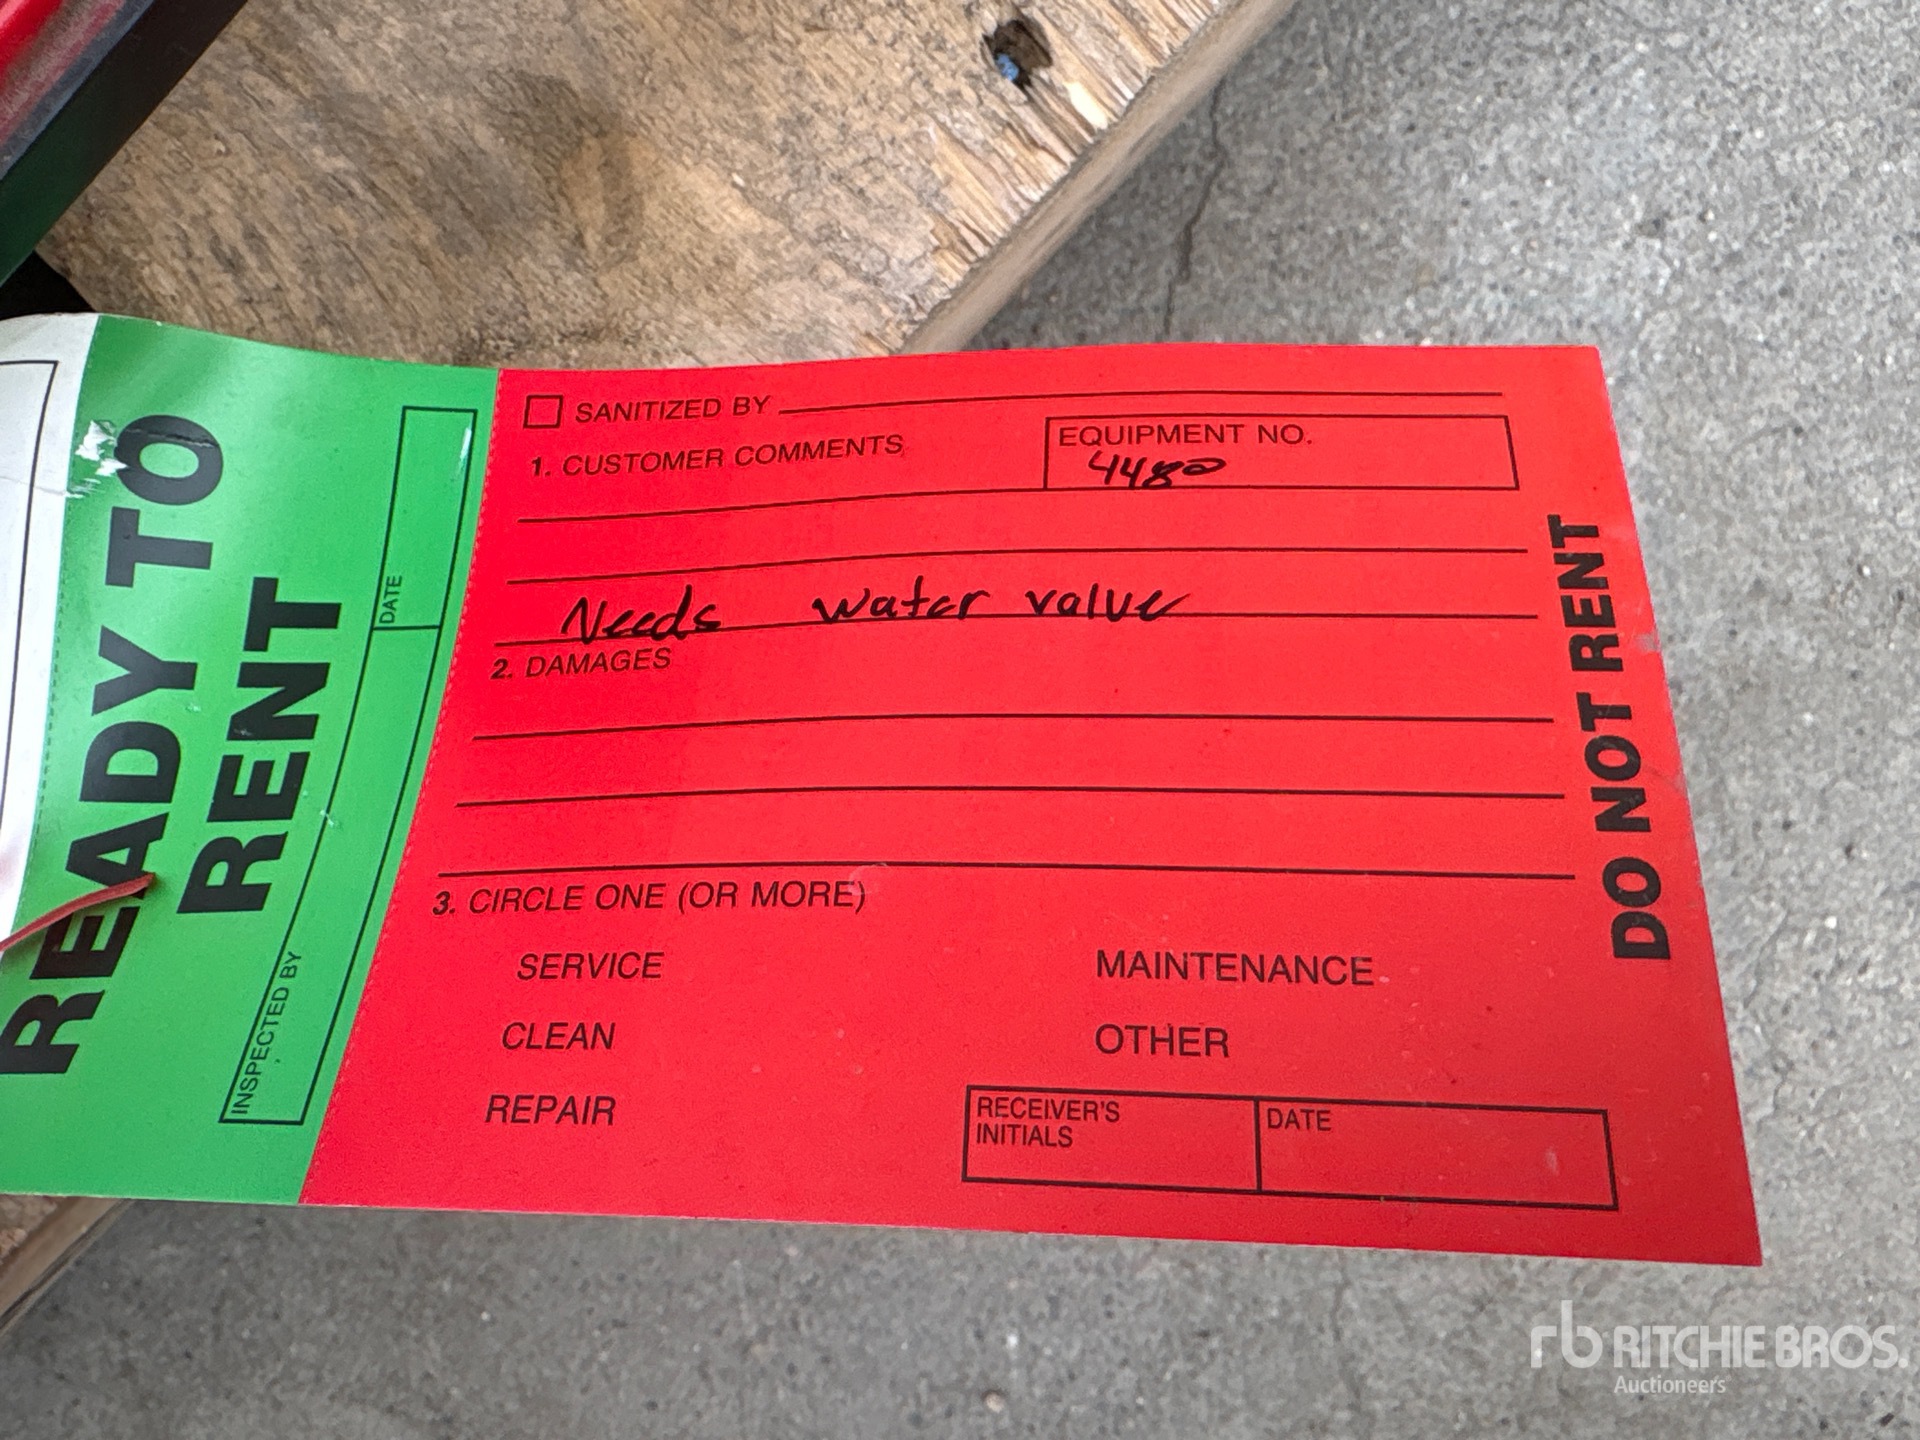 READY TO
RENT
INSPECTED BY
DATE
SANITIZED BY
1. CUSTOMER COMMENTS
EQUIPMENT NO.
4480
Needs water valve
2. DAMAGES
3. CIRCLE ONE (OR MORE)
SERVICE
MAINTENANCE
CLEAN
OTHER
REPAIR
RECEIVER'S
INITIALS
DATE
DO NOT RENT
rb RITCHIE BROS.
Auctioneers